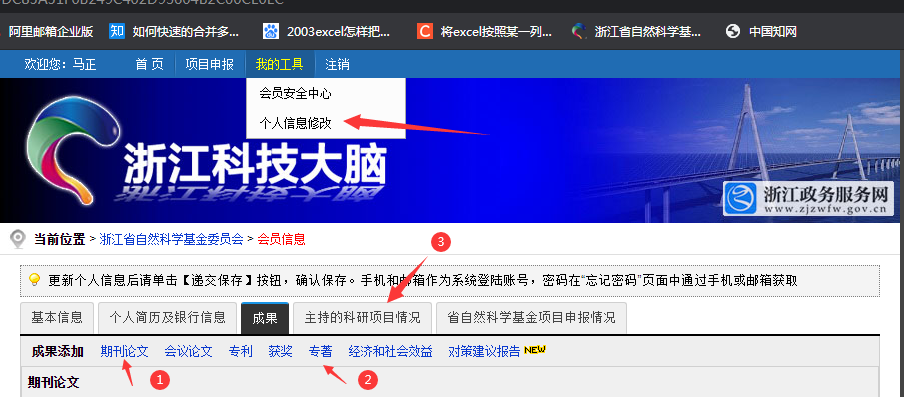 阿里邮箱企业版 如何快速的合并多... 2003excel怎样把... 将excel按照某一列... 浙江省自然科学基... 中国知网
欢迎您：马正 首 页 项目申报 我的工具 注销
会员安全中心
个人信息修改
浙江科技大脑
浙江政务服务网
www.zjzwfw.gov.cn
当前位置 > 浙江省自然科学基金委员会 > 会员信息
3
更新个人信息后请单击【递交保存】按钮，确认保存。手机和邮箱作为系统登陆账号，密码在“忘记密码”页面中通过手机或邮箱获取
基本信息 个人简历及银行信息 成果 主持的科研项目情况 省自然科学基金项目申报情况
成果添加 期刊论文 会议论文 专利 获奖 专著 经济和社会效益 对策建议报告 NEW
1 2
期刊论文